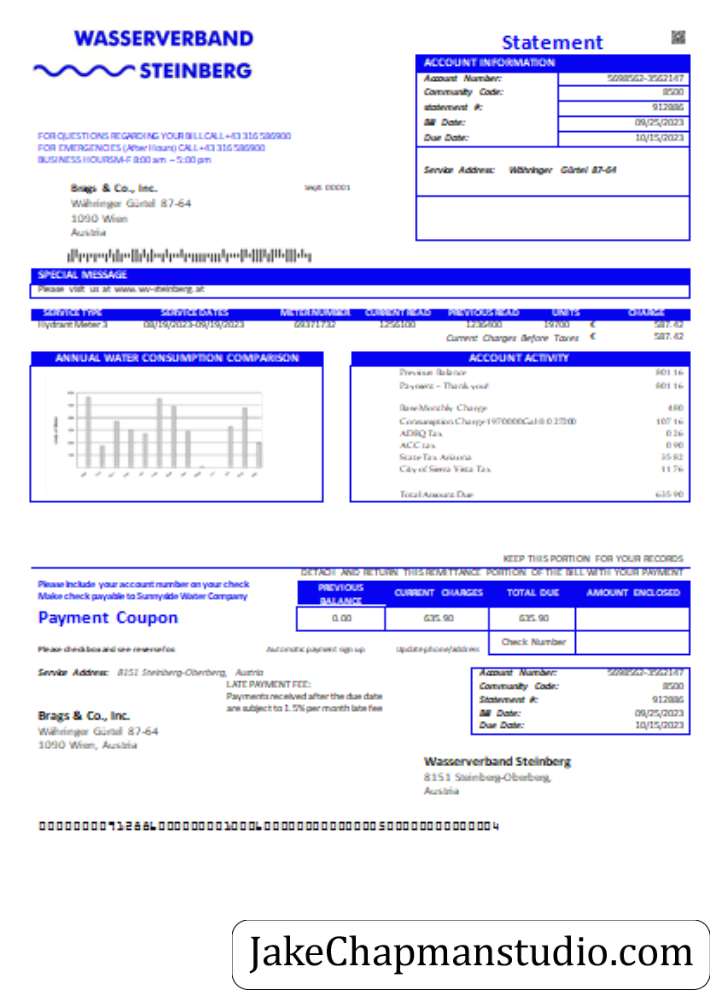 WASSERVERBAND
STEINBERG
Statement
ACCOUNT INFORMATION
Account Number: 5698562-3562147
Community Code: 8500
statement #: 912886
Bill Date: 09/25/2023
Due Date: 10/15/2023
Service Address: Währinger Gürtel 87-64
FOR QUESTIONS REGARDING YOUR BILL CALL +43 316 586900
FOR EMERGENCIES (After Hours) CALL +43 316 586900
BUSINESS HOURS M-F 8:00 am - 5:00 pm
Brags & Co., Inc.
Währinger Gürtel 87-64
1090 Wien
Austria
00001
SPECIAL MESSAGE
Please visit us at www.wv-steinberg.at
SERVICE TYPE SERVICE DATES METER NUMBER CURRENT READ PREVIOUS READ UNITS CHARGE
Hydrant Meter 3 08/19/2023-09/19/2023 69371732 1256100 1236400 19700 € 587.42
Current Charges Before Taxes € 587.42
ANNUAL WATER CONSUMPTION COMPARISON
ACCOUNT ACTIVITY
Previous Balance 801.16
Payment - Thank you! 801.16
Base Monthly Charge 480
Consumption Charge 1970000Gal @ 0.027200 107.16
ADRQ Tax 0.26
ACC tax 0.90
State Tax Arizona 35.82
City of Sierra Vista Tax 11.76
Total Amount Due 635.90
KEEP THIS PORTION FOR YOUR RECORDS
DETACH AND RETURN THIS REMITTANCE PORTION OF THE BILL WITH YOUR PAYMENT
Please Include your account number on your check
Make check payable to Sunnyside Water Company
Payment Coupon
PREVIOUS BALANCE CURRENT CHARGES TOTAL DUE AMOUNT ENCLOSED
0.00 635.90 635.90
Check Number
Please check box and see reverse for:
Automatic payment sign up
Update phone/address
Service Address: 8151 Steinberg-Oberberg, Austria
LATE PAYMENT FEE:
Payments received after the due date
are subject to 1.5% per month late fee
Account Number: 5698562-3562147
Community Code: 8500
Statement #: 912886
Bill Date: 09/25/2023
Due Date: 10/15/2023
Brags & Co., Inc.
Währinger Gürtel 87-64
1090 Wien, Austria
Wasserverband Steinberg
8151 Steinberg-Oberberg,
Austria
JakeChapmanstudio.com